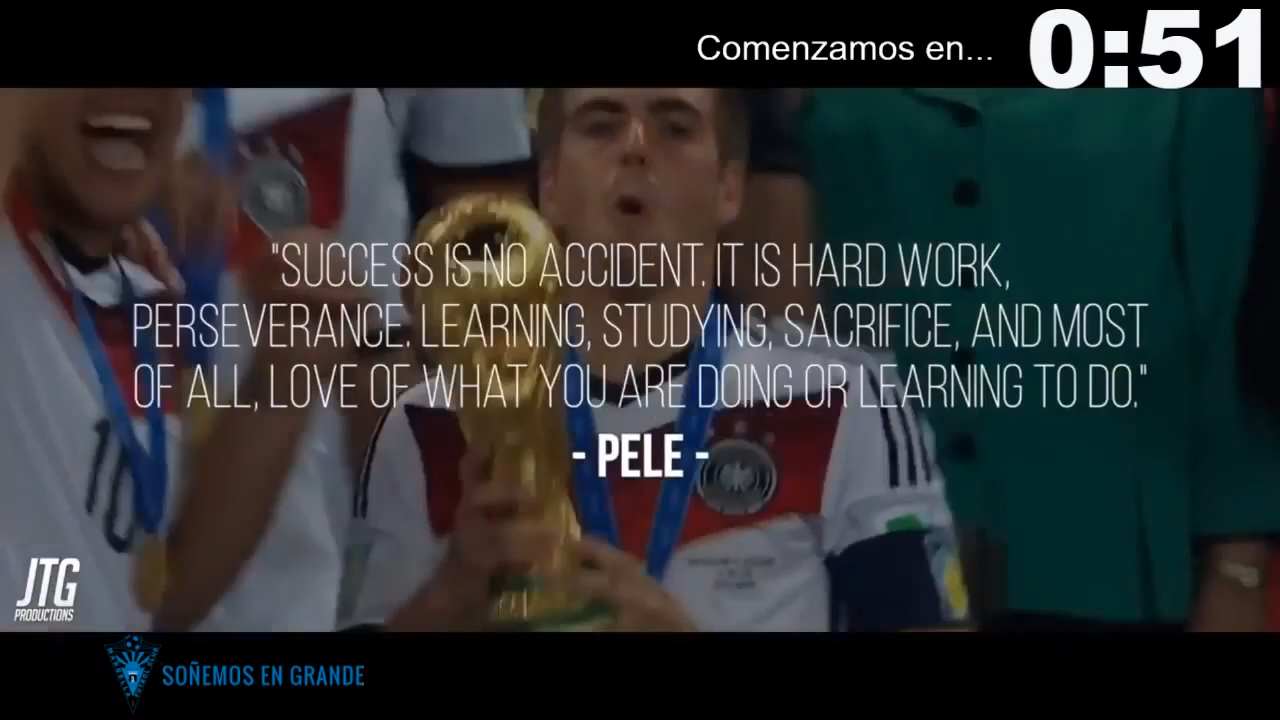 Comenzamos en... 0:51
"SUCCESS IS NO ACCIDENT. IT IS HARD WORK,
PERSEVERANCE. LEARNING, STUDYING, SACRIFICE, AND MOST
OF ALL, LOVE OF WHAT YOU ARE DOING OR LEARNING TO DO."
- PELE -
10
JTG
PRODUCTIONS
SOÑEMOS EN GRANDE